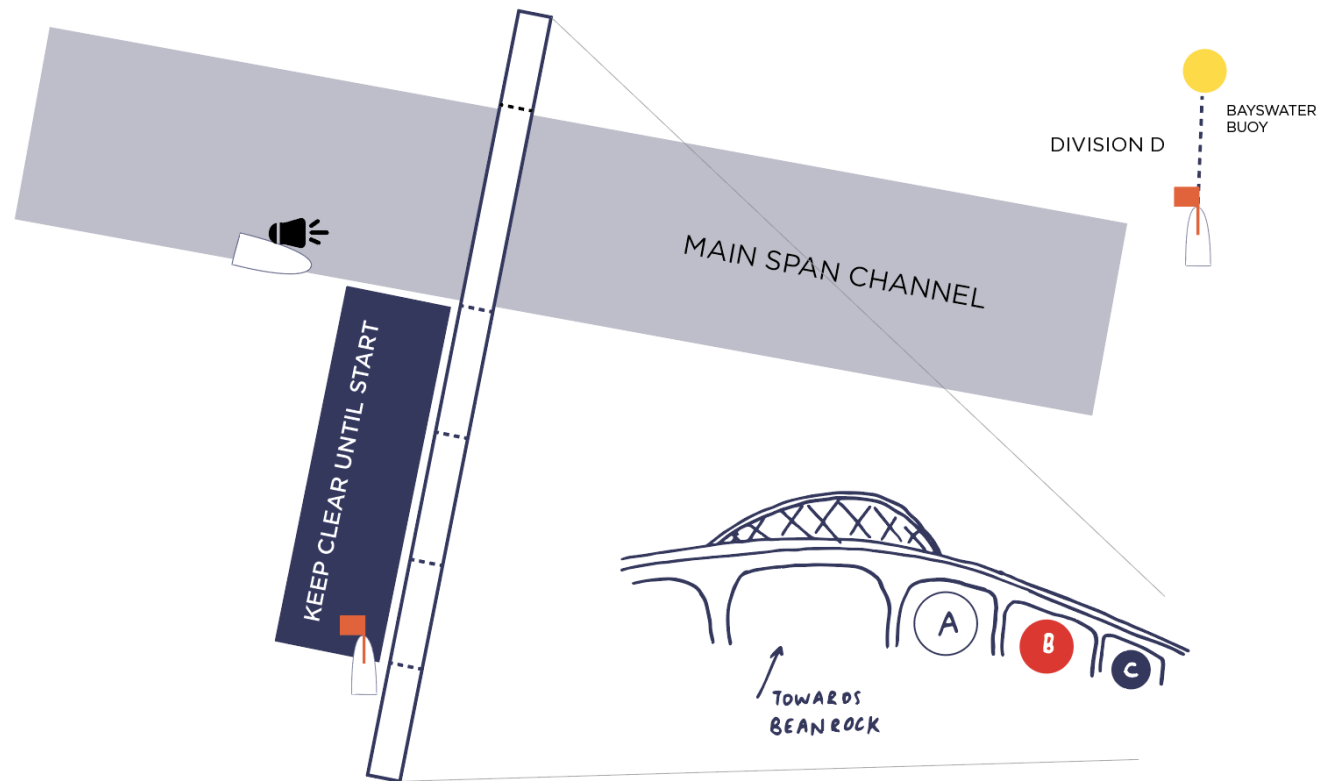 BAYSWATER
BUOY
DIVISION D
MAIN SPAN CHANNEL
KEEP CLEAR UNTIL START
A
B
C
TOWARDS
BEAN ROCK